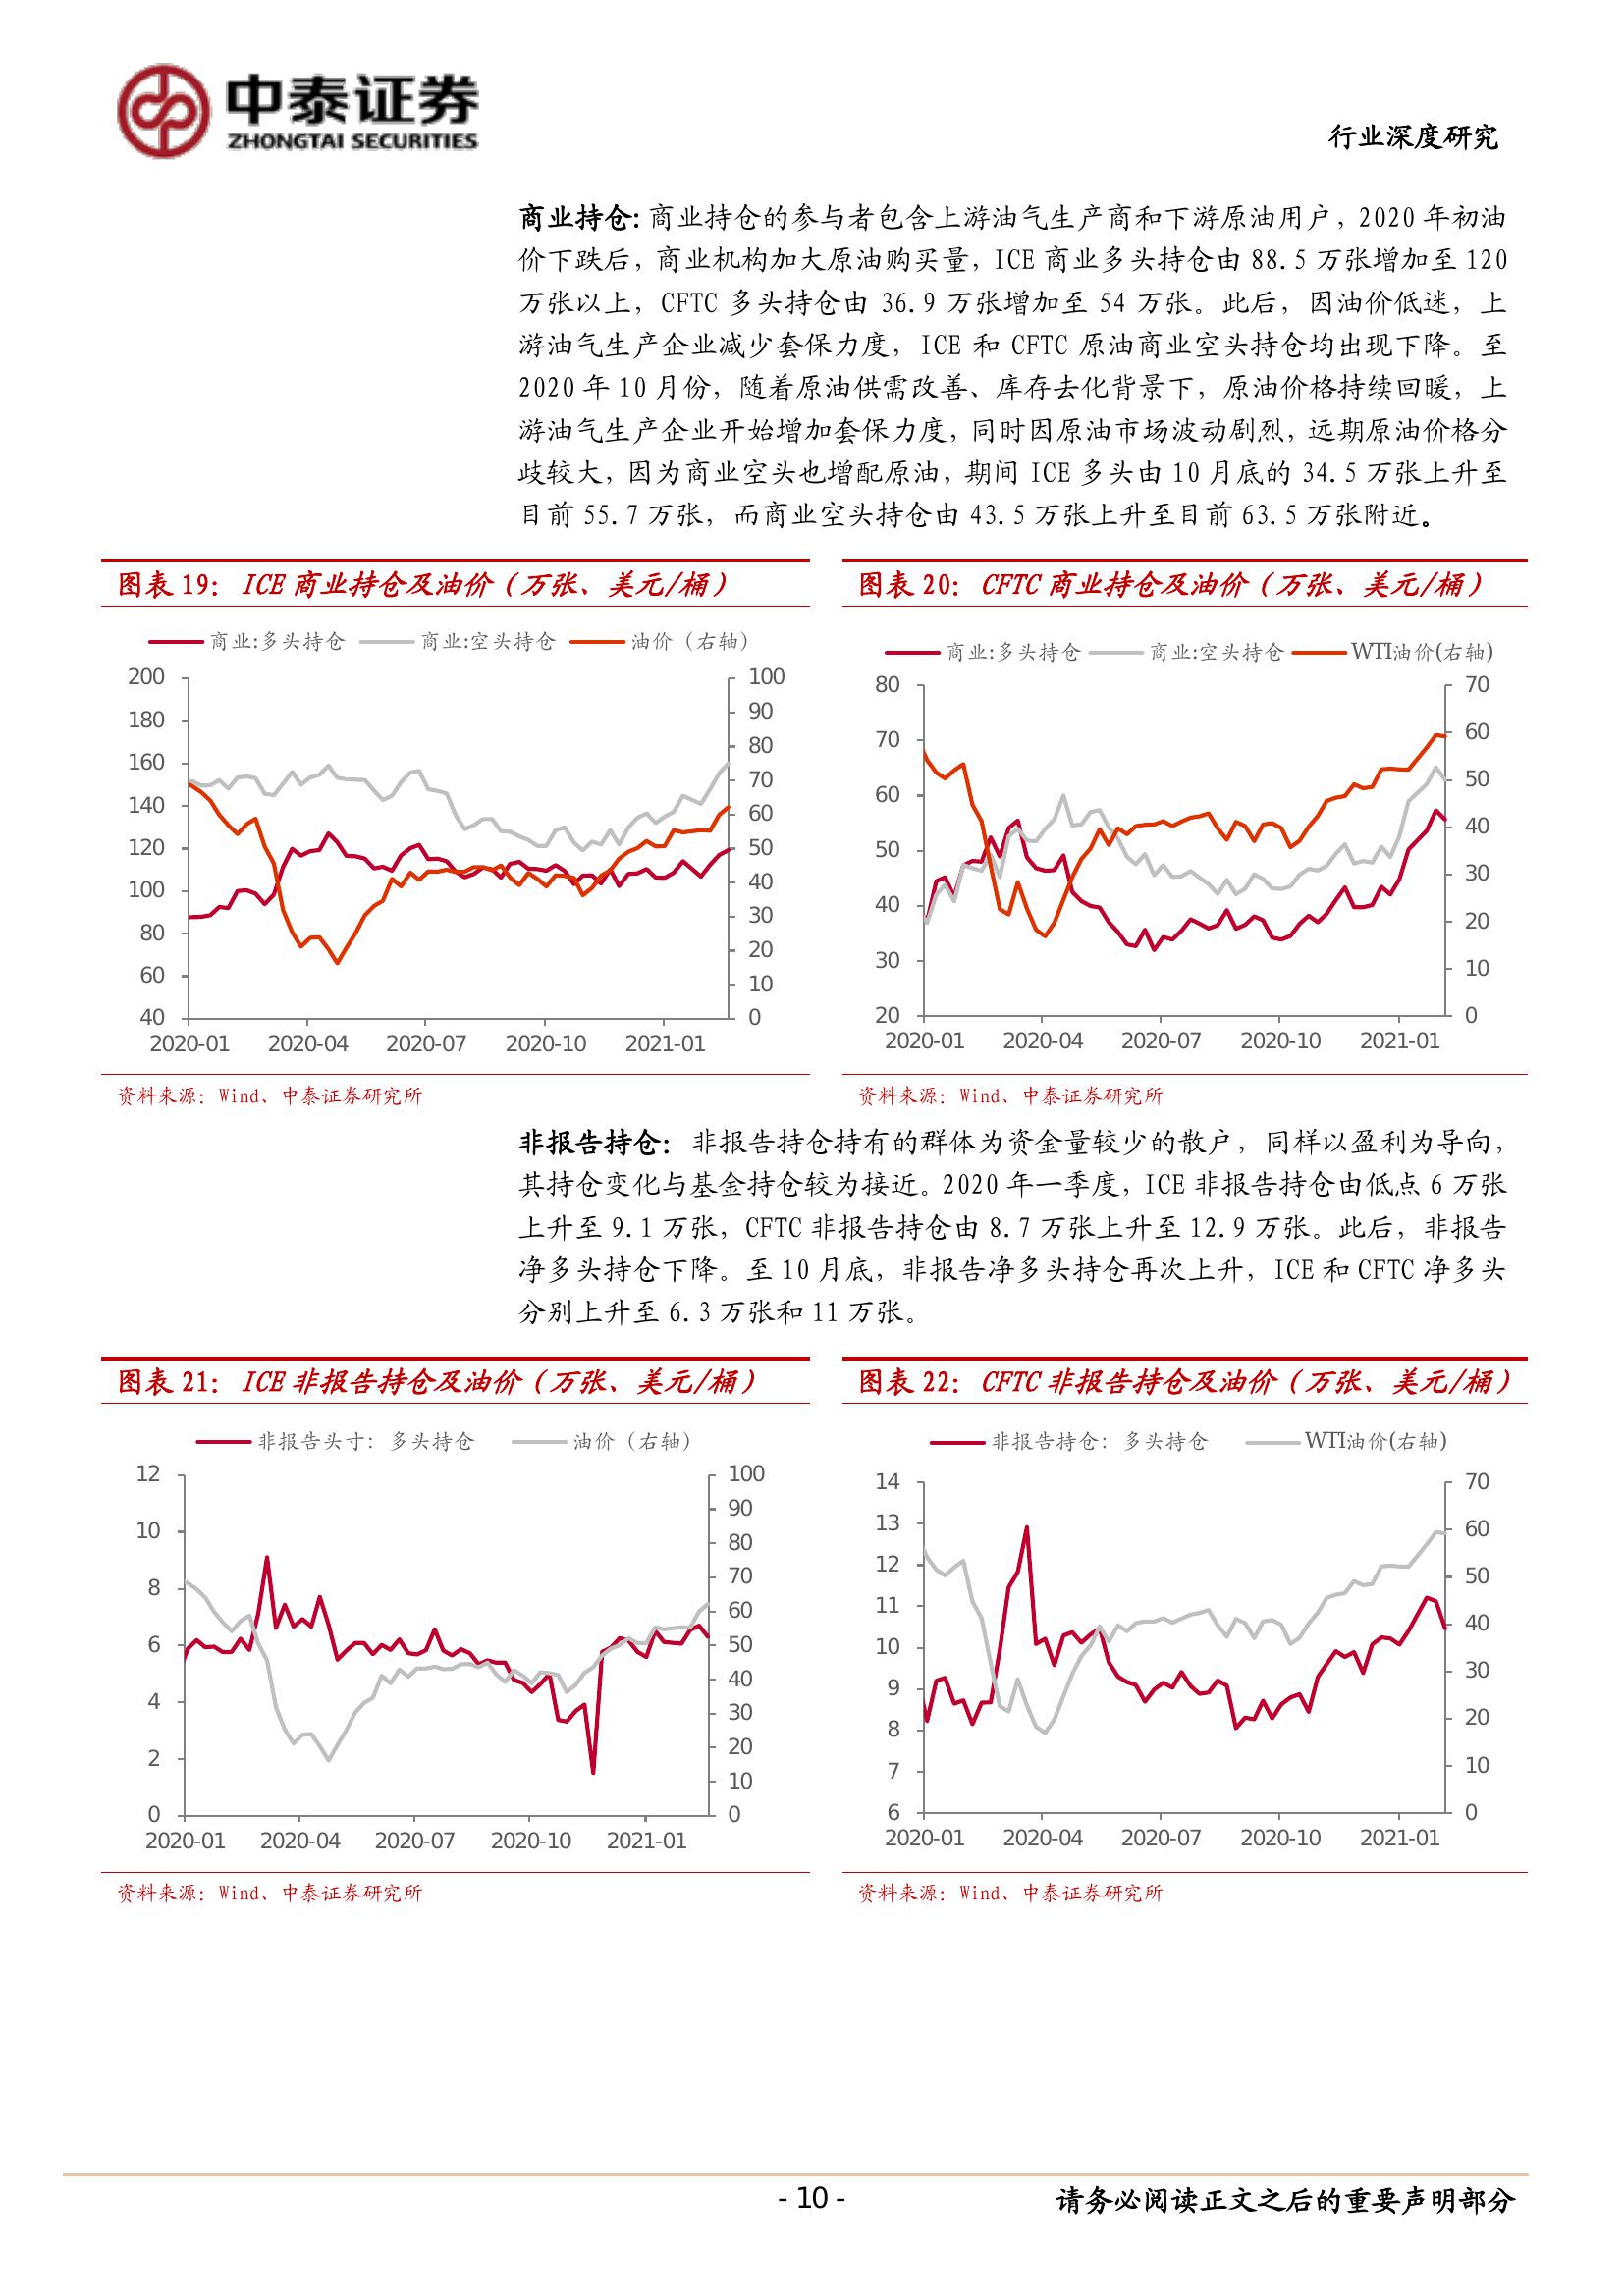 中泰证券
ZHONGTAI SECURITIES
行业深度研究
商业持仓：商业持仓的参与者包含上游油气生产商和下游原油用户，2020 年初油
价下跌后，商业机构加大原油购买量，ICE 商业多头持仓由 88.5 万张增加至 120
万张以上，CFTC 多头持仓由 36.9 万张增加至 54 万张。此后，因油价低迷，上
游油气生产企业减少套保力度，ICE 和 CFTC 原油商业空头持仓均出现下降。至
2020 年 10 月份，随着原油供需改善、库存去化背景下，原油价格持续回暖，上
游油气生产企业开始增加套保力度，同时因原油市场波动剧烈，远期原油价格分
歧较大，因为商业空头也增配原油，期间 ICE 多头由 10 月底的 34.5 万张上升至
目前 55.7 万张，而商业空头持仓由 43.5 万张上升至目前 63.5 万张附近。
图表 19：ICE 商业持仓及油价（万张、美元/桶）
商业:多头持仓 商业:空头持仓 油价（右轴）
200
180
160
140
120
100
80
60
40
100
90
80
70
60
50
40
30
20
10
0
2020-01 2020-04 2020-07 2020-10 2021-01
资料来源：Wind、中泰证券研究所
图表 20：CFTC 商业持仓及油价（万张、美元/桶）
商业:多头持仓 商业:空头持仓 WTI油价(右轴)
80
70
60
50
40
30
20
70
60
50
40
30
20
10
0
2020-01 2020-04 2020-07 2020-10 2021-01
资料来源：Wind、中泰证券研究所
非报告持仓：非报告持仓持有的群体为资金量较少的散户，同样以盈利为导向，
其持仓变化与基金持仓较为接近。2020 年一季度，ICE 非报告持仓由低点 6 万张
上升至 9.1 万张，CFTC 非报告持仓由 8.7 万张上升至 12.9 万张。此后，非报告
净多头持仓下降。至 10 月底，非报告净多头持仓再次上升，ICE 和 CFTC 净多头
分别上升至 6.3 万张和 11 万张。
图表 21：ICE 非报告持仓及油价（万张、美元/桶）
非报告头寸：多头持仓 油价（右轴）
12
10
8
6
4
2
0
100
90
80
70
60
50
40
30
20
10
0
2020-01 2020-04 2020-07 2020-10 2021-01
资料来源：Wind、中泰证券研究所
图表 22：CFTC 非报告持仓及油价（万张、美元/桶）
非报告持仓：多头持仓 WTI油价(右轴)
14
13
12
11
10
9
8
7
6
70
60
50
40
30
20
10
0
2020-01 2020-04 2020-07 2020-10 2021-01
资料来源：Wind、中泰证券研究所
- 10 -
请务必阅读正文之后的重要声明部分